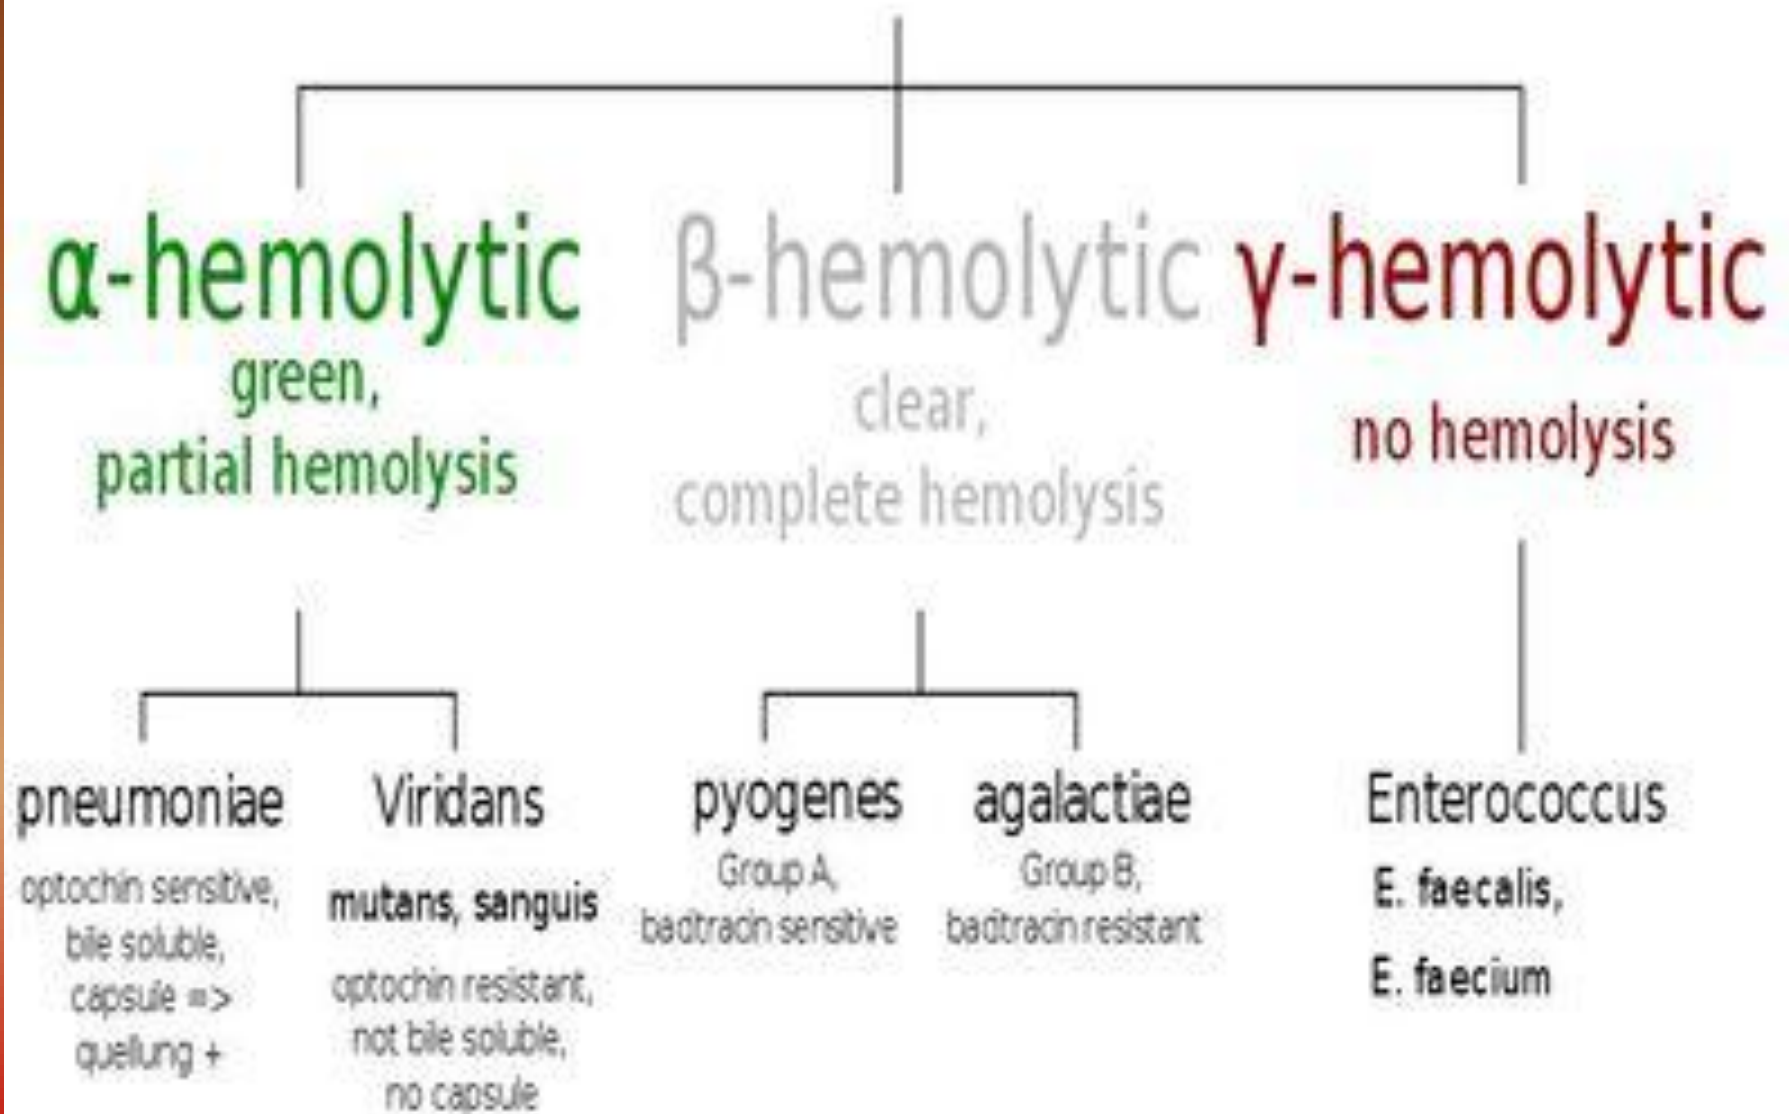 α-hemolytic
green,
partial hemolysis
β-hemolytic
clear,
complete hemolysis
γ-hemolytic
no hemolysis
pneumoniae
optochin sensitive,
bile soluble,
capsule =>
quellung +
Viridans
mutans, sanguis
optochin resistant,
not bile soluble,
no capsule
pyogenes
Group A,
bacitracin sensitive
agalactiae
Group B,
bacitracin resistant
Enterococcus
E. faecalis,
E. faecium